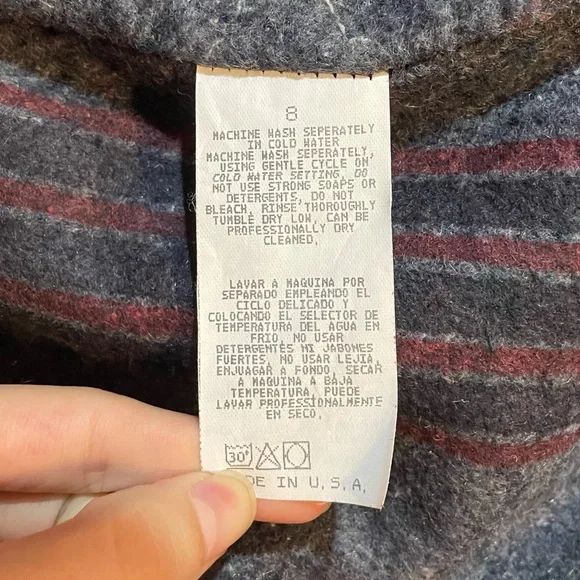 8
MACHINE WASH SEPERATELY
IN COLD WATER
MACHINE WASH SEPERATELY,
USING GENTLE CYCLE ON
COLD WATER SETTING, DO
NOT USE STRONG SOAPS OR
DETERGENTS, DO NOT
BLEACH, RINSE THOROUGHLY
TUMBLE DRY LOW, CAN BE
PROFESSIONALLY DRY
CLEANED,
LAVAR A MAQUINA POR
SEPARADO EMPLEANDO EL
CICLO DELICADO Y
COLOCANDO EL SELECTOR DE
TEMPERATURA DEL AGUA EN
FRIO, NO USAR
DETERGENTES NI JABONES
FUERTES, NO USAR LEJIA,
ENJUAGAR A FONDO, SECAR
A MAQUINA A BAJA
TEMPERATURA, PUEDE
LAVAR PROFESSIONALMENTE
EN SECO,
30°
DE IN U.S.A.